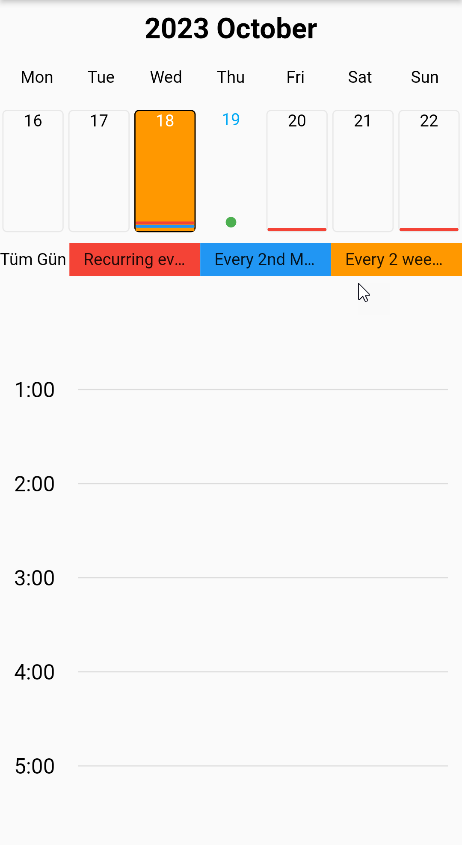 2023 October
Mon Tue Wed Thu Fri Sat Sun
16 17 18 19 20 21 22
Tüm Gün Recurring ev... Every 2nd M... Every 2 wee...
1:00
2:00
3:00
4:00
5:00